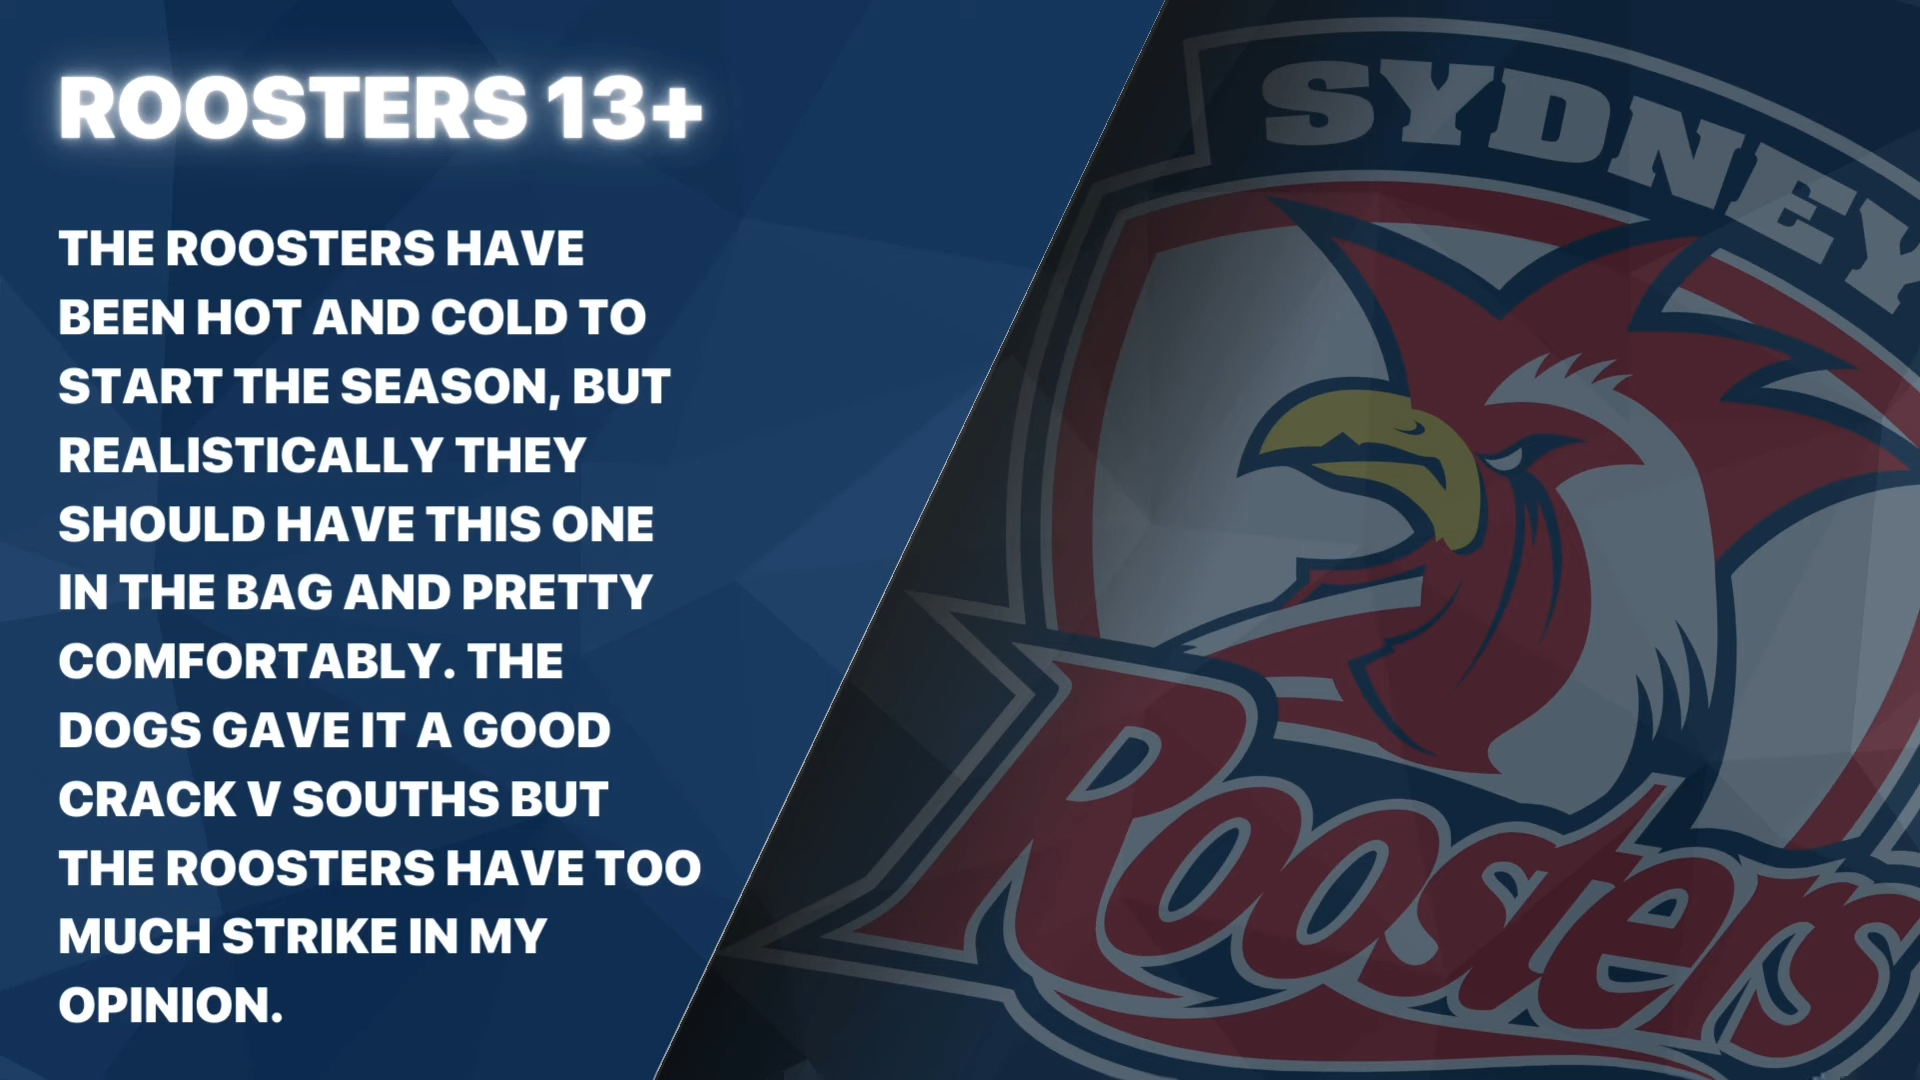 ROOSTERS 13+
THE ROOSTERS HAVE
BEEN HOT AND COLD TO
START THE SEASON, BUT
REALISTICALLY THEY
SHOULD HAVE THIS ONE
IN THE BAG AND PRETTY
COMFORTABLY. THE
DOGS GAVE IT A GOOD
CRACK V SOUTHS BUT
THE ROOSTERS HAVE TOO
MUCH STRIKE IN MY
OPINION.
SYDNEY
Roosters